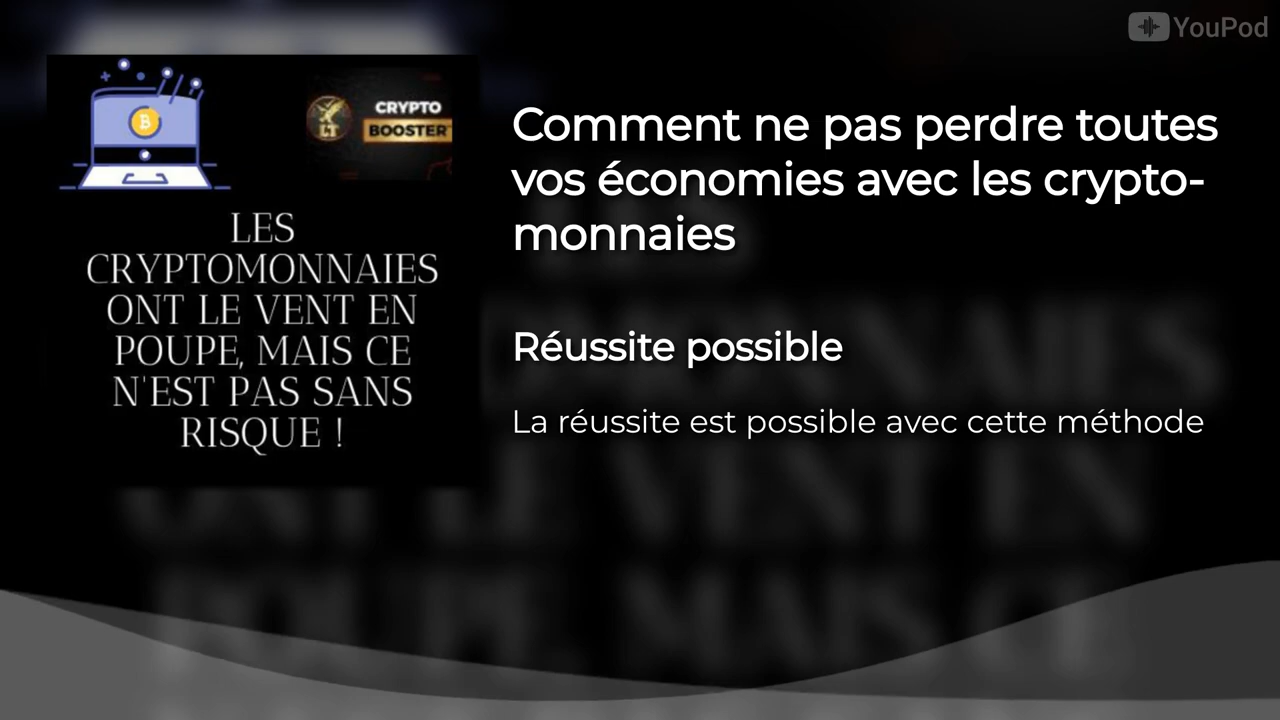 YouPod
CRYPTO
BOOSTER
LT
LES
CRYPTOMONNAIES
ONT LE VENT EN
POUPE, MAIS CE
N'EST PAS SANS
RISQUE !
Comment ne pas perdre toutes
vos économies avec les crypto-
monnaies
Réussite possible
La réussite est possible avec cette méthode